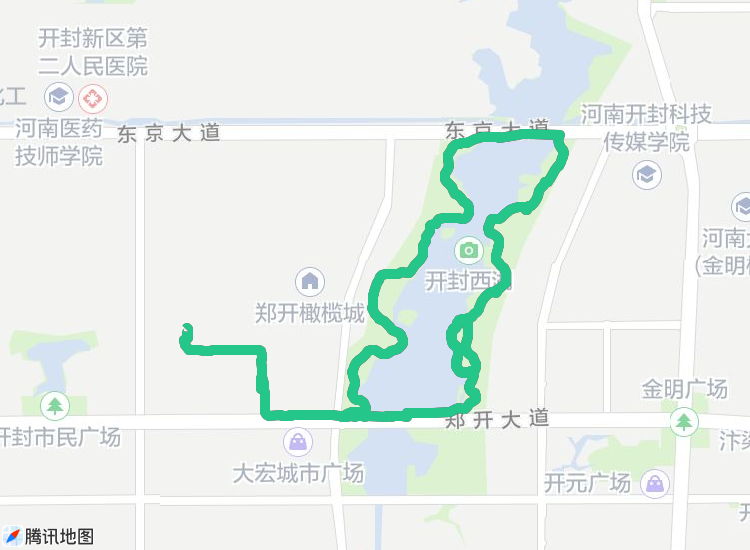 开封新区第
二人民医院
化工
河南医药
技师学院
东京大道
东京大道
河南开封科技
传媒学院
河南大
(金明校
开封西湖
郑开橄榄城
金明广场
开封市民广场
郑开大道
大宏城市广场
汴梁
开元广场
开
腾讯地图